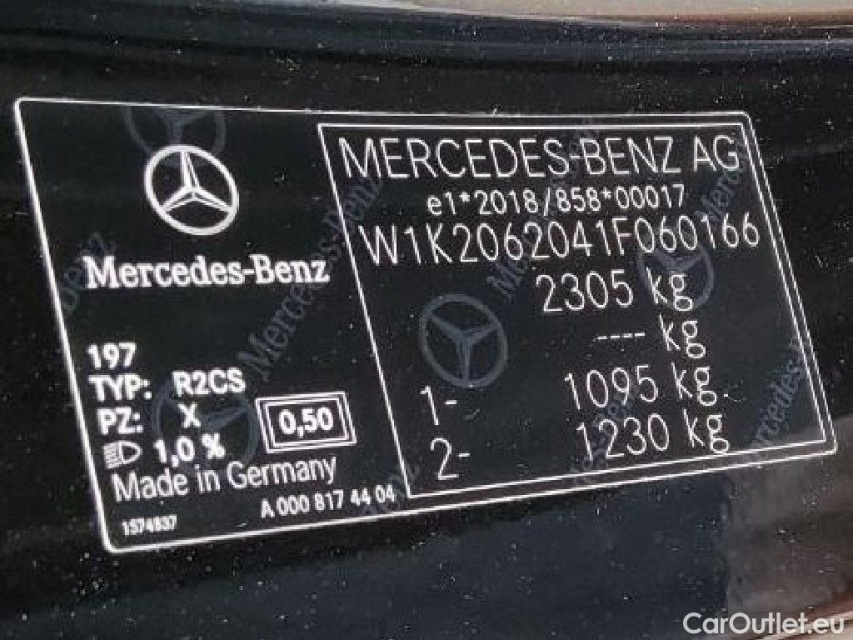 Mercedes-Benz
197
TYP: R2CS
PZ: X
1,0 %
0,50
Made in Germany
1574837
A 000 817 44 04
MERCEDES-BENZ AG
e1*2018/858*00017
W1K2062041F060166
2305 kg
---- kg
1- 1095 kg
2- 1230 kg
CarOutlet.eu